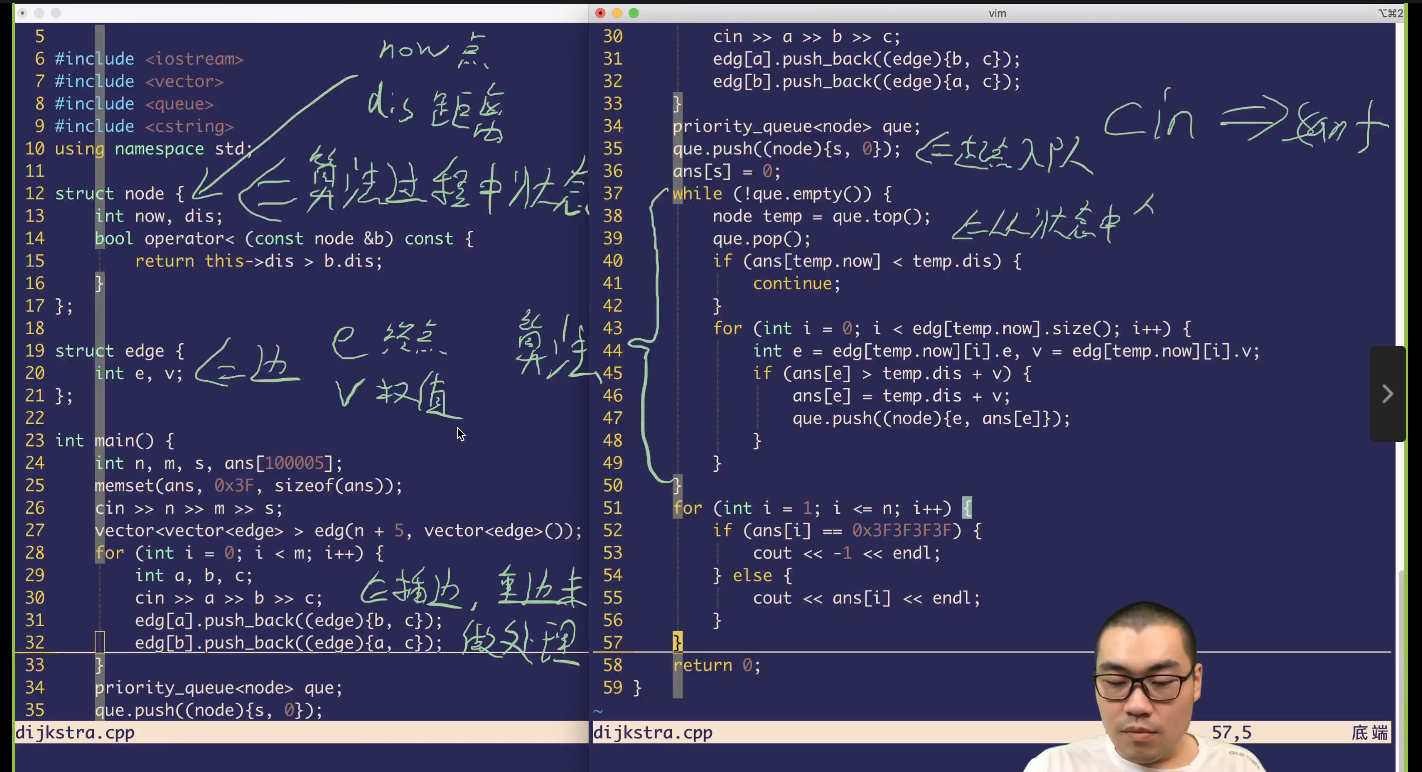 vim
⌥⌘2
5
6 #include <iostream>
7 #include <vector>
8 #include <queue>
9 #include <cstring>
10 using namespace std;
11
12 struct node {
13 int now, dis;
14 bool operator< (const node &b) const {
15 return this->dis > b.dis;
16 }
17 };
18
19 struct edge {
20 int e, v;
21 };
22
23 int main() {
24 int n, m, s, ans[100005];
25 memset(ans, 0x3F, sizeof(ans));
26 cin >> n >> m >> s;
27 vector<vector<edge> > edg(n + 5, vector<edge>());
28 for (int i = 0; i < m; i++) {
29 int a, b, c;
30 cin >> a >> b >> c;
31 edg[a].push_back((edge){b, c});
32 edg[b].push_back((edge){a, c});
33 }
34 priority_queue<node> que;
35 que.push((node){s, 0});
dijkstra.cpp
now 点
dis 距离
⇐ 算法过程中状态
⇐ 边
e 终点
v 权值
算法
⇐ 插边, 重边未
做处理
30 cin >> a >> b >> c;
31 edg[a].push_back((edge){b, c});
32 edg[b].push_back((edge){a, c});
33 }
34 priority_queue<node> que;
35 que.push((node){s, 0});
36 ans[s] = 0;
37 while (!que.empty()) {
38 node temp = que.top();
39 que.pop();
40 if (ans[temp.now] < temp.dis) {
41 continue;
42 }
43 for (int i = 0; i < edg[temp.now].size(); i++) {
44 int e = edg[temp.now][i].e, v = edg[temp.now][i].v;
45 if (ans[e] > temp.dis + v) {
46 ans[e] = temp.dis + v;
47 que.push((node){e, ans[e]});
48 }
49 }
50 }
51 for (int i = 1; i <= n; i++) {
52 if (ans[i] == 0x3F3F3F3F) {
53 cout << -1 << endl;
54 } else {
55 cout << ans[i] << endl;
56 }
57 }
58 return 0;
59 }
~
dijkstra.cpp 57,5 底端
cin ⇒ scanf
⇐ 起点入队
⇐ 从状态中